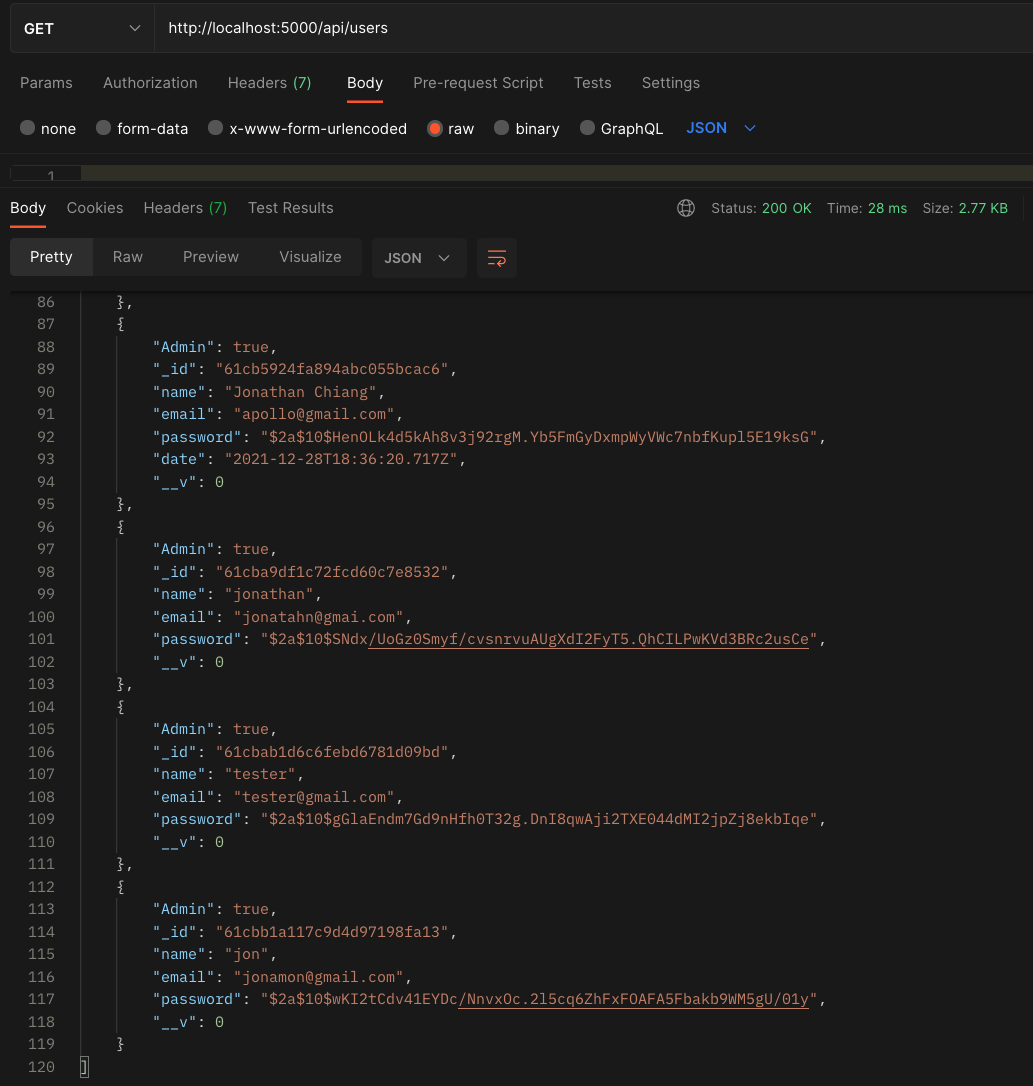 GET http://localhost:5000/api/users
Params Authorization Headers (7) Body Pre-request Script Tests Settings
none form-data x-www-form-urlencoded raw binary GraphQL JSON
1
Body Cookies Headers (7) Test Results Status: 200 OK Time: 28 ms Size: 2.77 KB
Pretty Raw Preview Visualize JSON
86 },
87 {
88 "Admin": true,
89 "_id": "61cb5924fa894abc055bcac6",
90 "name": "Jonathan Chiang",
91 "email": "apollo@gmail.com",
92 "password": "$2a$10$HenOLk4d5kAh8v3j92rgM.Yb5FmGyDxmpWyVWc7nbfKupl5E19ksG",
93 "date": "2021-12-28T18:36:20.717Z",
94 "__v": 0
95 },
96 {
97 "Admin": true,
98 "_id": "61cba9df1c72fcd60c7e8532",
99 "name": "jonathan",
100 "email": "jonatahn@gmai.com",
101 "password": "$2a$10$SNdx/UoGz0Smyf/cvsnrvuAUgXdI2FyT5.QhCILPwKVd3BRc2usCe",
102 "__v": 0
103 },
104 {
105 "Admin": true,
106 "_id": "61cbab1d6c6febd6781d09bd",
107 "name": "tester",
108 "email": "tester@gmail.com",
109 "password": "$2a$10$gGlaEndm7Gd9nHfh0T32g.DnI8qwAji2TXE044dMI2jpZj8ekbIqe",
110 "__v": 0
111 },
112 {
113 "Admin": true,
114 "_id": "61cbb1a117c9d4d97198fa13",
115 "name": "jon",
116 "email": "jonamon@gmail.com",
117 "password": "$2a$10$wKI2tCdv41EYDc/NnvxOc.2l5cq6ZhFxFOAFA5Fbakb9WM5gU/01y",
118 "__v": 0
119 }
120 ]